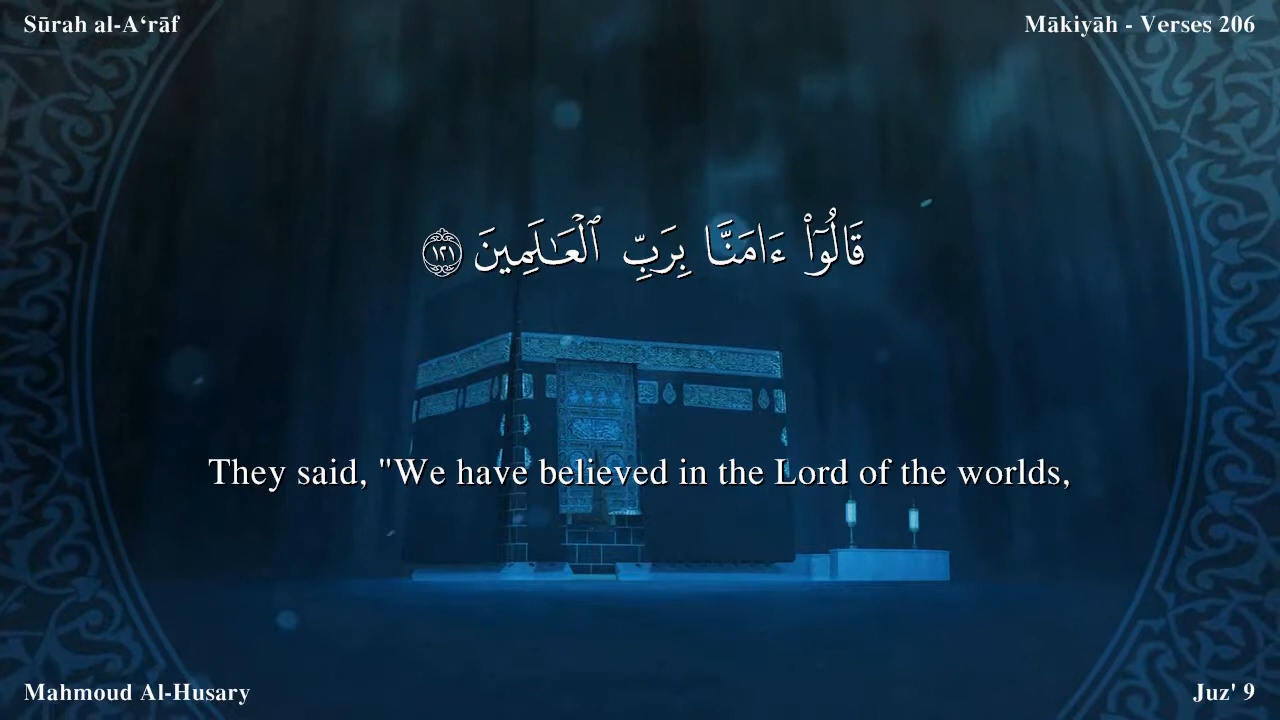 Sūrah al-A‘rāf
Mākiyāh - Verses 206
قَالُوٓا۟ ءَامَنَّا بِرَبِّ ٱلْعَـٰلَمِينَ ١٢١
They said, "We have believed in the Lord of the worlds,
Mahmoud Al-Husary
Juz' 9